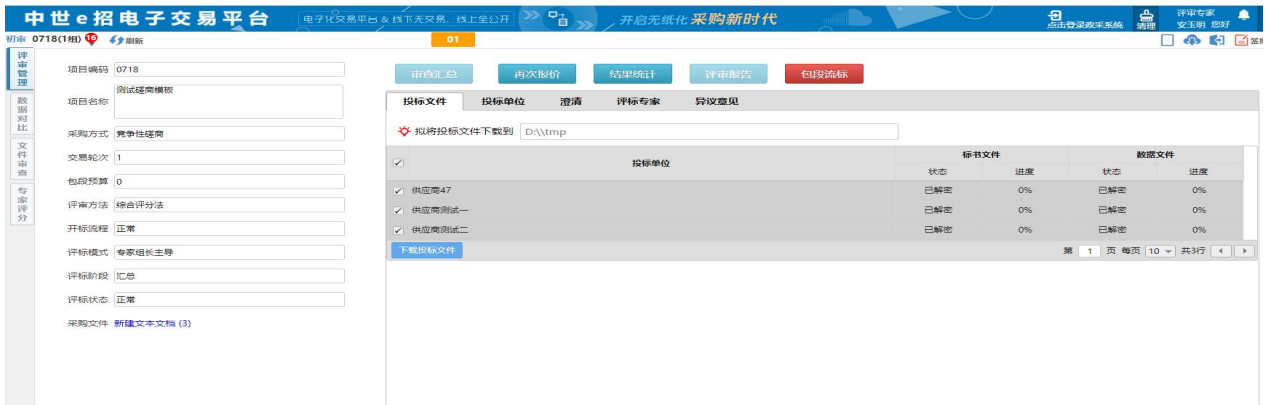 中世e招电子交易平台 电子化交易平台 & 线下无交易、线上全公开 开启无纸化 采购新时代 点击登录政采系统 清理 评审专家
安玉明 您好
初审 0718(1组) 16 刷新 01
评审管理
数据对比
文件审查
专家评分
项目编码 0718
项目名称 测试磋商模板
采购方式 竞争性磋商
交易轮次 1
包段预算 0
评审方法 综合评分法
开标流程 正常
评标模式 专家组长主导
评标阶段 汇总
评标状态 正常
采购文件 新建文本文档 (3)
审查汇总 再次报价 结果统计 评审报告 包段流标
投标文件 投标单位 澄清 评标专家 异议意见
拟将投标文件下载到 D:\\tmp
投标单位 标书文件 数据文件
状态 进度 状态 进度
供应商47 已解密 0% 已解密 0%
供应商测试一 已解密 0% 已解密 0%
供应商测试二 已解密 0% 已解密 0%
下载投标文件 第 1 页 每页 10 共3行